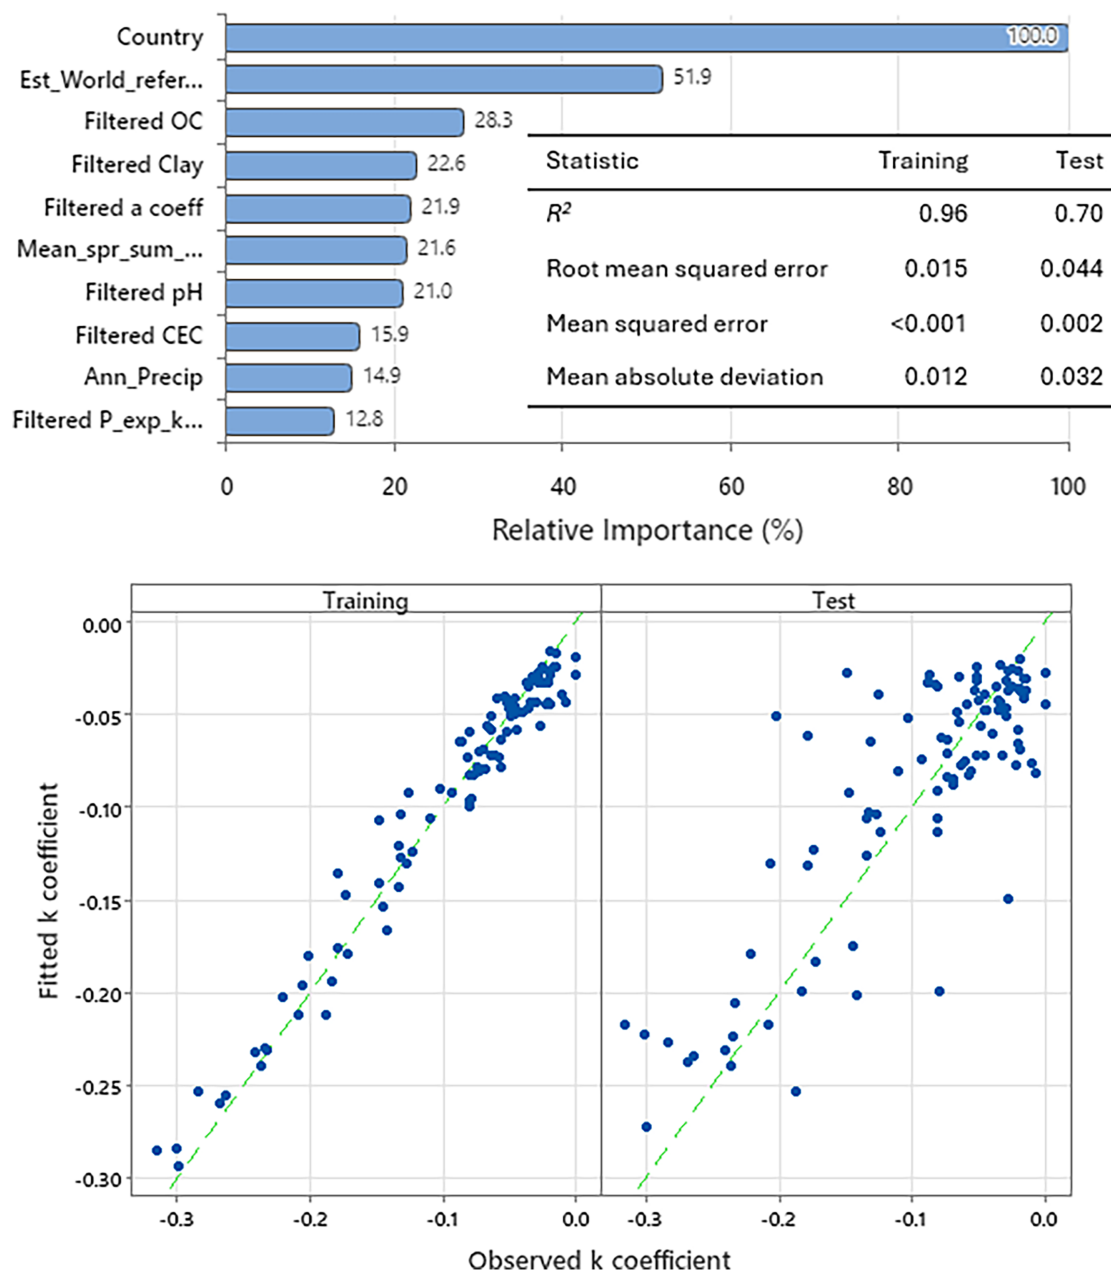 Country 100.0
Est_World_refer... 51.9
Filtered OC 28.3
Filtered Clay 22.6
Filtered a coeff 21.9
Mean_spr_sum_... 21.6
Filtered pH 21.0
Filtered CEC 15.9
Ann_Precip 14.9
Filtered P_exp_k... 12.8
0 20 40 60 80 100
Relative Importance (%)
Statistic Training Test
R² 0.96 0.70
Root mean squared error 0.015 0.044
Mean squared error <0.001 0.002
Mean absolute deviation 0.012 0.032
Training Test
0.00
-0.05
-0.10
-0.15
-0.20
-0.25
-0.30
Fitted k coefficient
-0.3 -0.2 -0.1 0.0 -0.3 -0.2 -0.1 0.0
Observed k coefficient